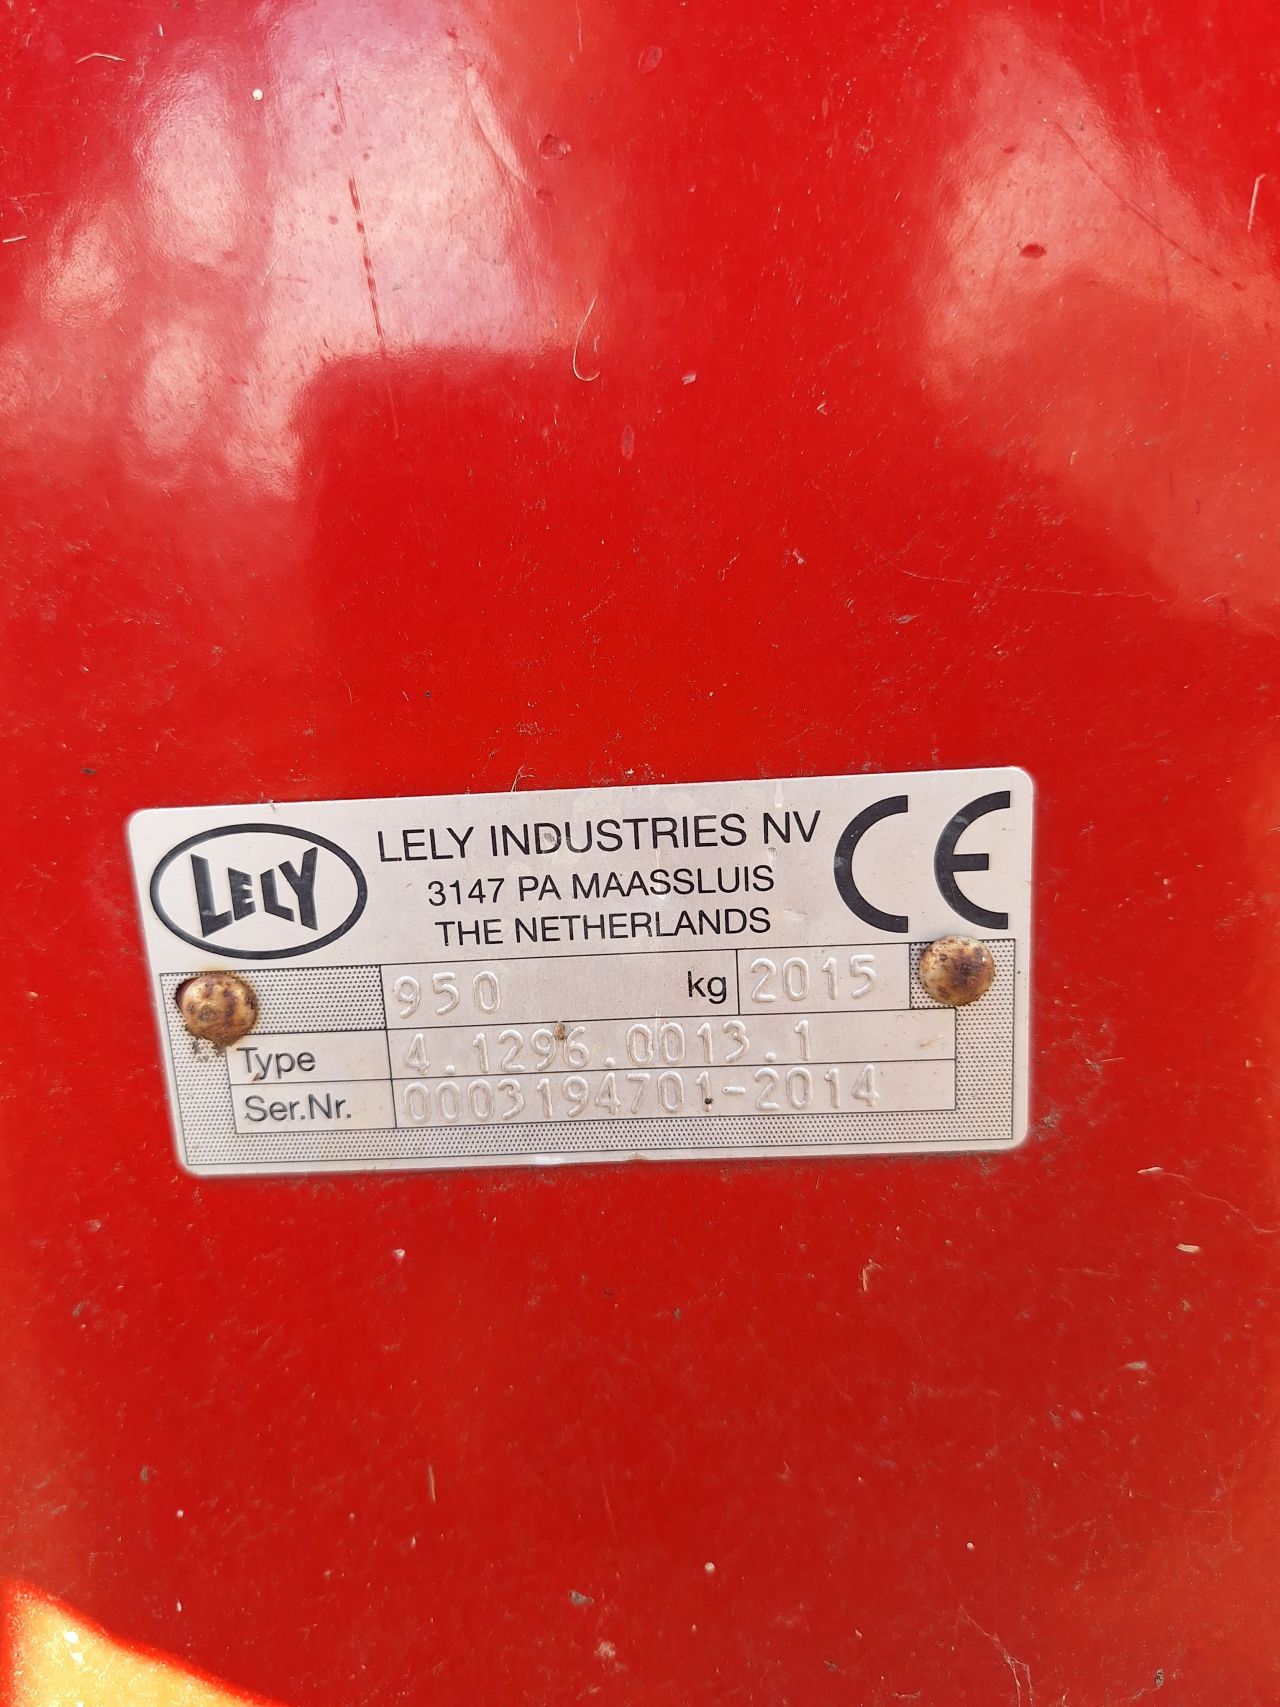 LELY
LELY INDUSTRIES NV
3147 PA MAASSLUIS
THE NETHERLANDS
CE
950 kg 2015
Type 4.1296.0013.1
Ser.Nr. 0003194701-2014